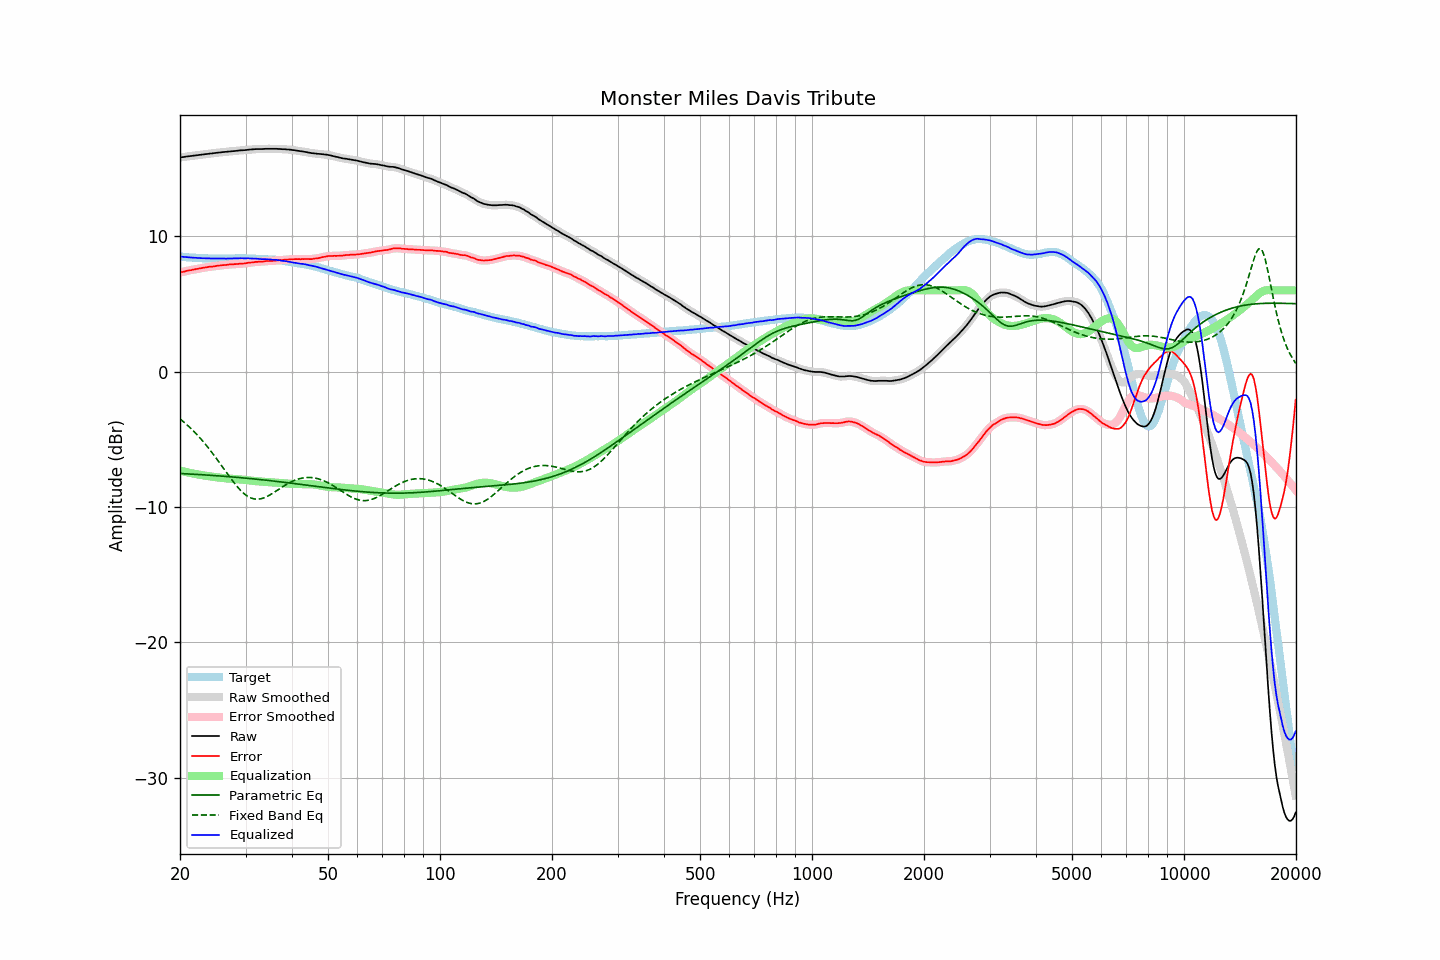 Monster Miles Davis Tribute
Amplitude (dBr)
10
0
−10
−20
−30
Target
Raw Smoothed
Error Smoothed
Raw
Error
Equalization
Parametric Eq
Fixed Band Eq
Equalized
20 50 100 200 500 1000 2000 5000 10000 20000
Frequency (Hz)